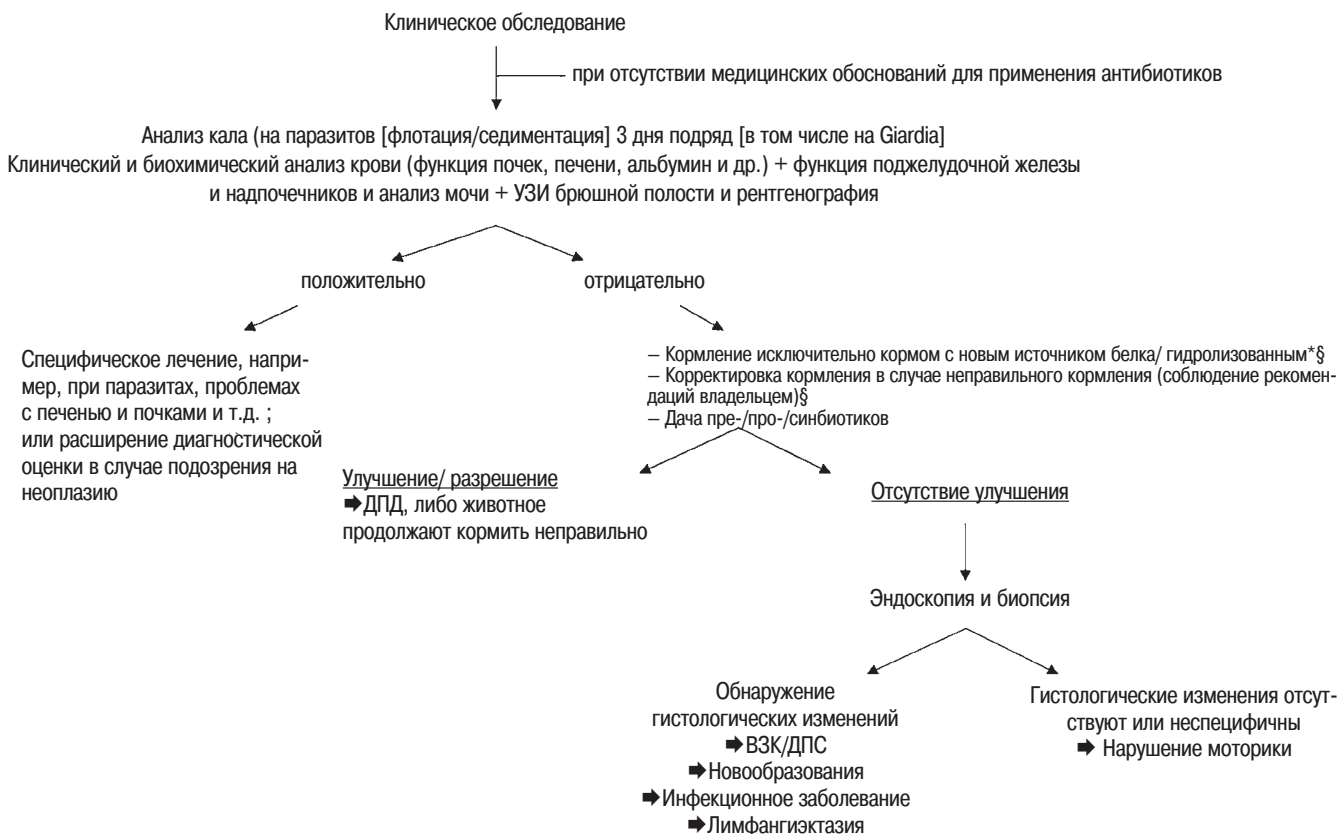 Клиническое обследование
при отсутствии медицинских обоснований для применения антибиотиков
Анализ кала (на паразитов [флотация/седиментация] 3 дня подряд [в том числе на Giardia]
Клинический и биохимический анализ крови (функция почек, печени, альбумин и др.) + функция поджелудочной железы
и надпочечников и анализ мочи + УЗИ брюшной полости и рентгенография
положительно
отрицательно
Специфическое лечение, напри-
мер, при паразитах, проблемах
с печенью и почками и т.д. ;
или расширение диагностической
оценки в случае подозрения на
неоплазию
– Кормление исключительно кормом с новым источником белка/ гидролизованным*§
– Корректировка кормления в случае неправильного кормления (соблюдение рекомен-
даций владельцем)§
– Дача пре-/про-/синбиотиков
Улучшение/ разрешение
➡ДПД, либо животное
продолжают кормить неправильно
Отсутствие улучшения
Эндоскопия и биопсия
Обнаружение
гистологических изменений
➡ВЗК/ДПС
➡Новообразования
➡Инфекционное заболевание
➡Лимфангиэктазия
Гистологические изменения отсут-
ствуют или неспецифичны
➡ Нарушение моторики